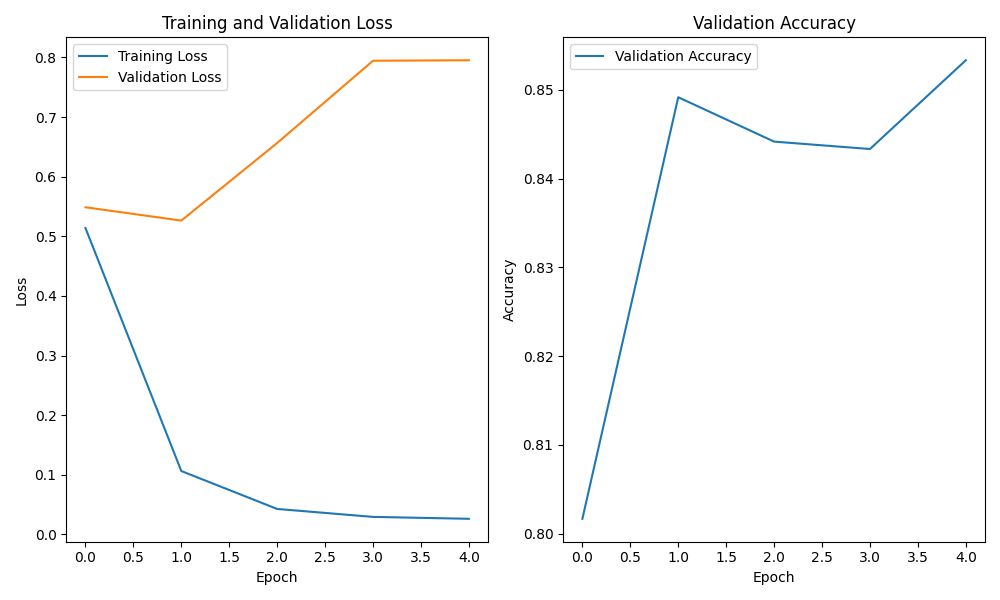 Training and Validation Loss
Training Loss
Validation Loss
0.8
0.7
0.6
0.5
0.4
0.3
0.2
0.1
0.0
Loss
0.0 0.5 1.0 1.5 2.0 2.5 3.0 3.5 4.0
Epoch
Validation Accuracy
Validation Accuracy
0.85
0.84
0.83
0.82
0.81
0.80
Accuracy
0.0 0.5 1.0 1.5 2.0 2.5 3.0 3.5 4.0
Epoch